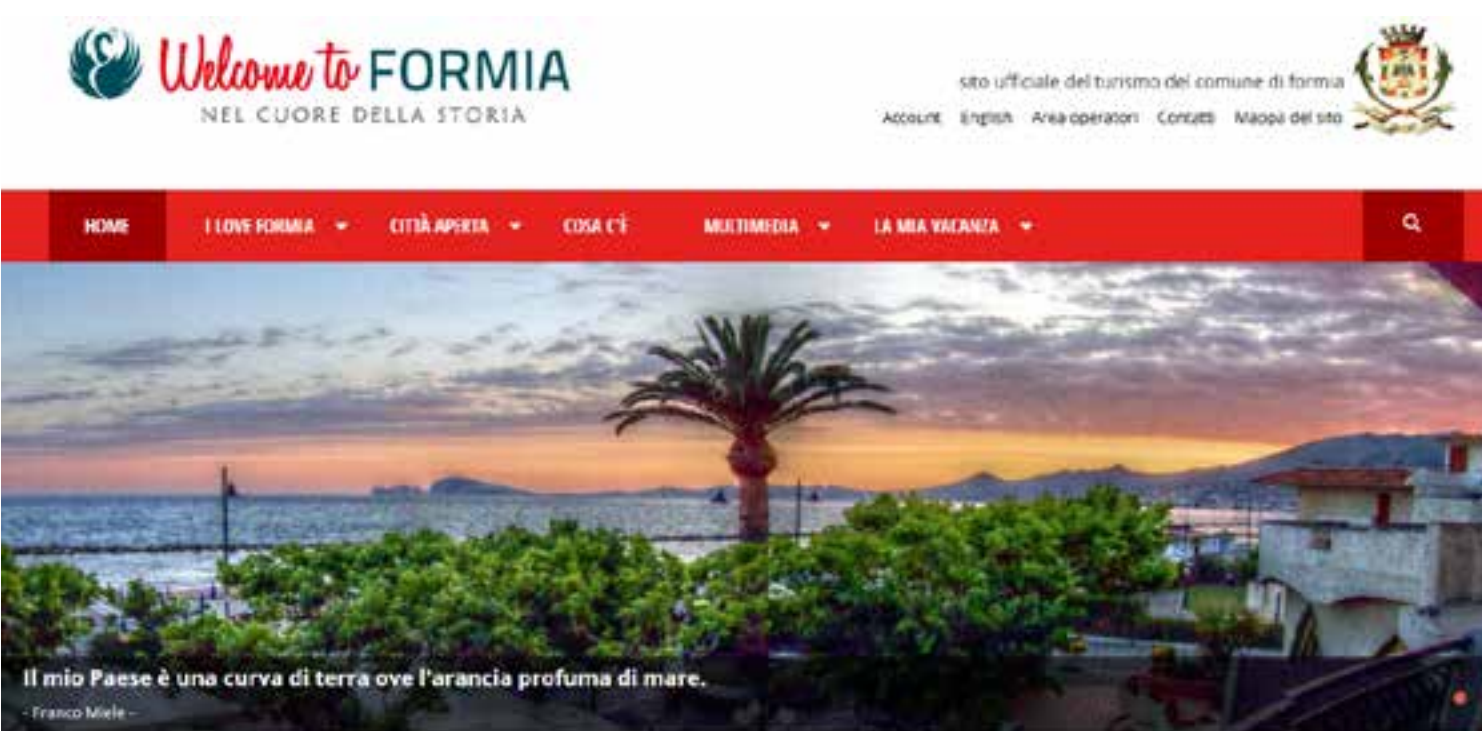 Welcome to FORMIA
NEL CUORE DELLA STORIA
sito ufficiale del turismo del comune di formia
Account English Area operatori Contatti Mappa del sito
HOME I LOVE FORMIA CITTÀ APERTA COSA C'È MULTIMEDIA LA MIA VACANZA
Il mio Paese è una curva di terra ove l'arancia profuma di mare.
- Franco Miele -